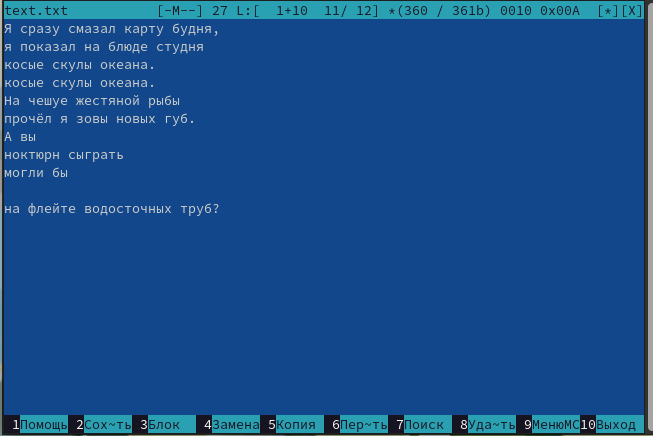 text.txt [-M--] 27 L:[ 1+10 11/ 12] *(360 / 361b) 0010 0x00A [*][X]
Я сразу смазал карту будня,
я показал на блюде студня
косые скулы океана.
косые скулы океана.
На чешуе жестяной рыбы
прочёл я зовы новых губ.
А вы
ноктюрн сыграть
могли бы
на флейте водосточных труб?
1Помощь 2Сох~ть 3Блок 4Замена 5Копия 6Пер~ть 7Поиск 8Уда~ть 9МенюMC 10Выход